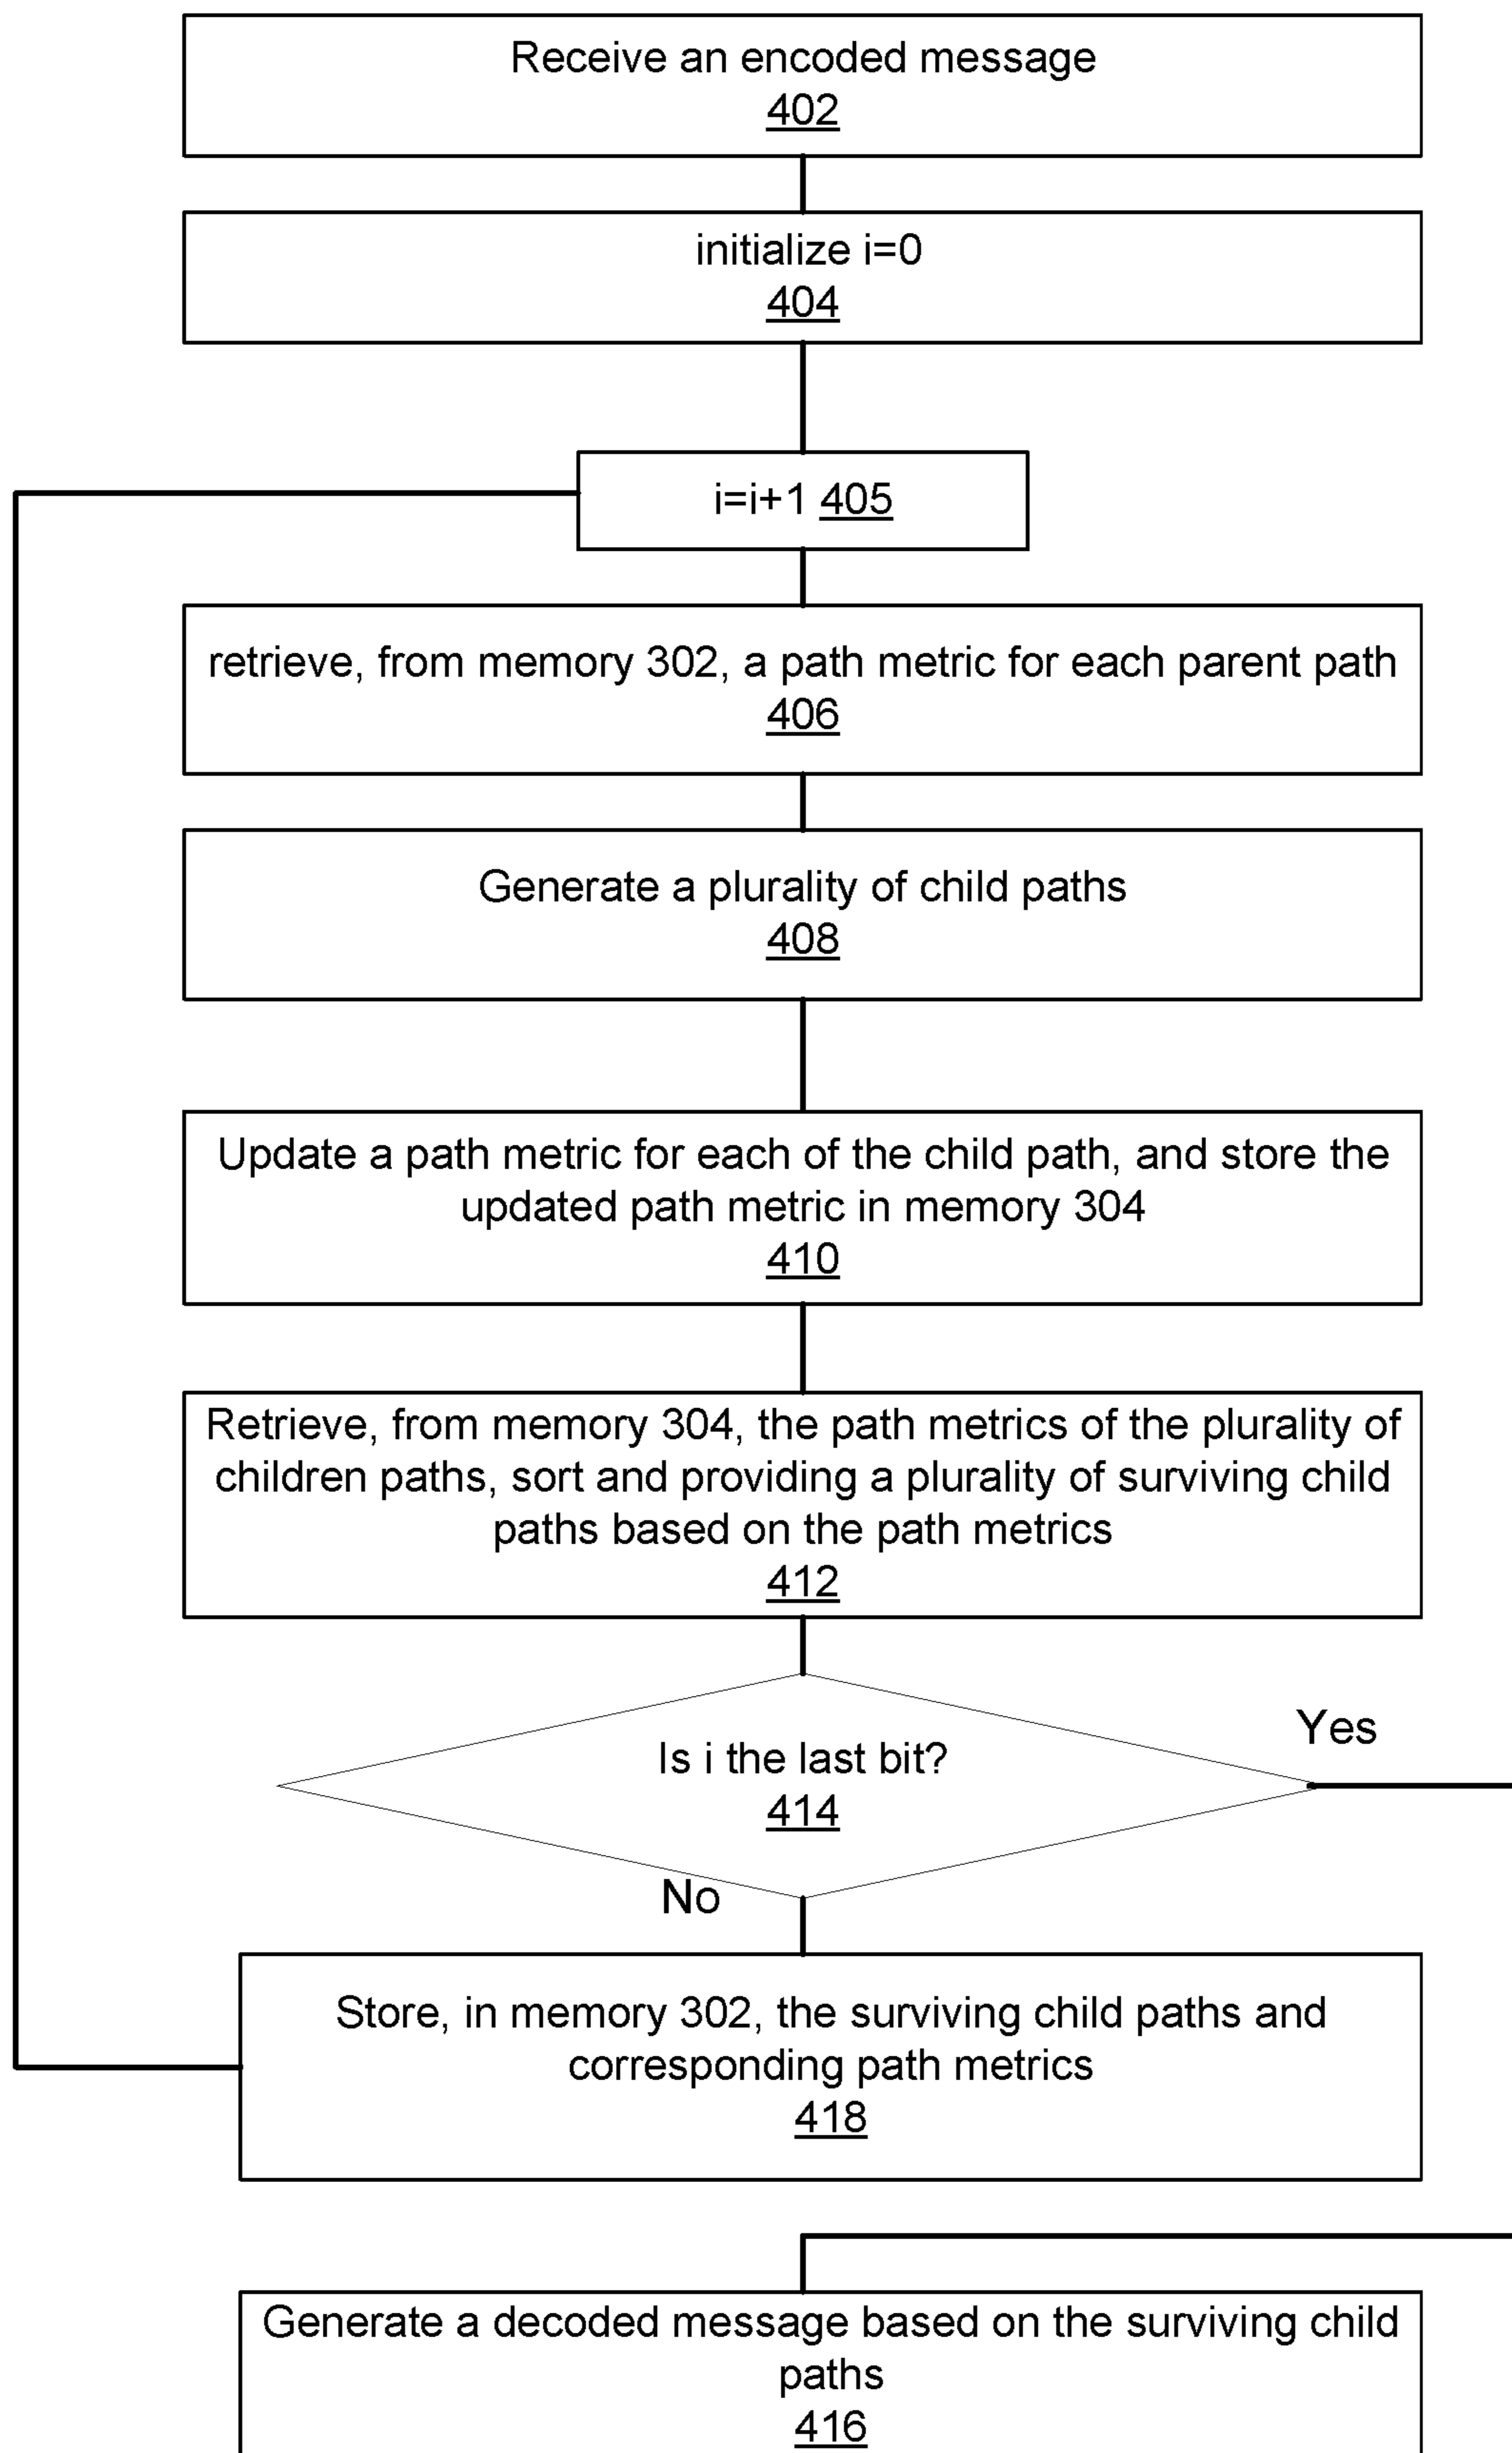 Receive an encoded message
402
initialize i=0
404
i=i+1 405
retrieve, from memory 302, a path metric for each parent path
406
Generate a plurality of child paths
408
Update a path metric for each of the child path, and store the
updated path metric in memory 304
410
Retrieve, from memory 304, the path metrics of the plurality of
children paths, sort and providing a plurality of surviving child
paths based on the path metrics
412
Yes
Is i the last bit?
414
No
Store, in memory 302, the surviving child paths and
corresponding path metrics
418
Generate a decoded message based on the surviving child
paths
416